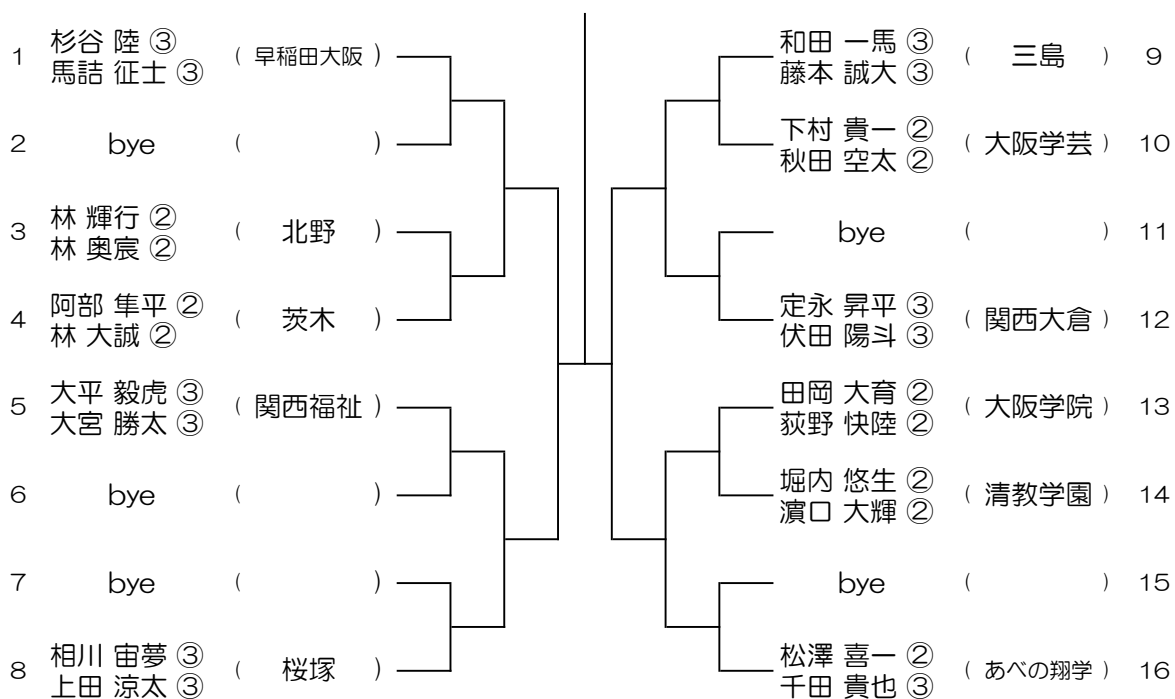 1 杉谷 陸 ③
馬詰 征士 ③ ( 早稲田大阪 )
2 bye ( )
3 林 輝行 ②
林 奥宸 ② ( 北野 )
4 阿部 隼平 ②
林 大誠 ② ( 茨木 )
5 大平 毅虎 ③
大宮 勝太 ③ ( 関西福祉 )
6 bye ( )
7 bye ( )
8 相川 宙夢 ③
上田 涼太 ③ ( 桜塚 )
和田 一馬 ③
藤本 誠大 ③ ( 三島 ) 9
下村 貴一 ②
秋田 空太 ② ( 大阪学芸 ) 10
bye ( ) 11
定永 昇平 ③
伏田 陽斗 ③ ( 関西大倉 ) 12
田岡 大育 ②
荻野 快陸 ② ( 大阪学院 ) 13
堀内 悠生 ②
濵口 大輝 ② ( 清教学園 ) 14
bye ( ) 15
松澤 喜一 ②
千田 貴也 ③ ( あべの翔学 ) 16